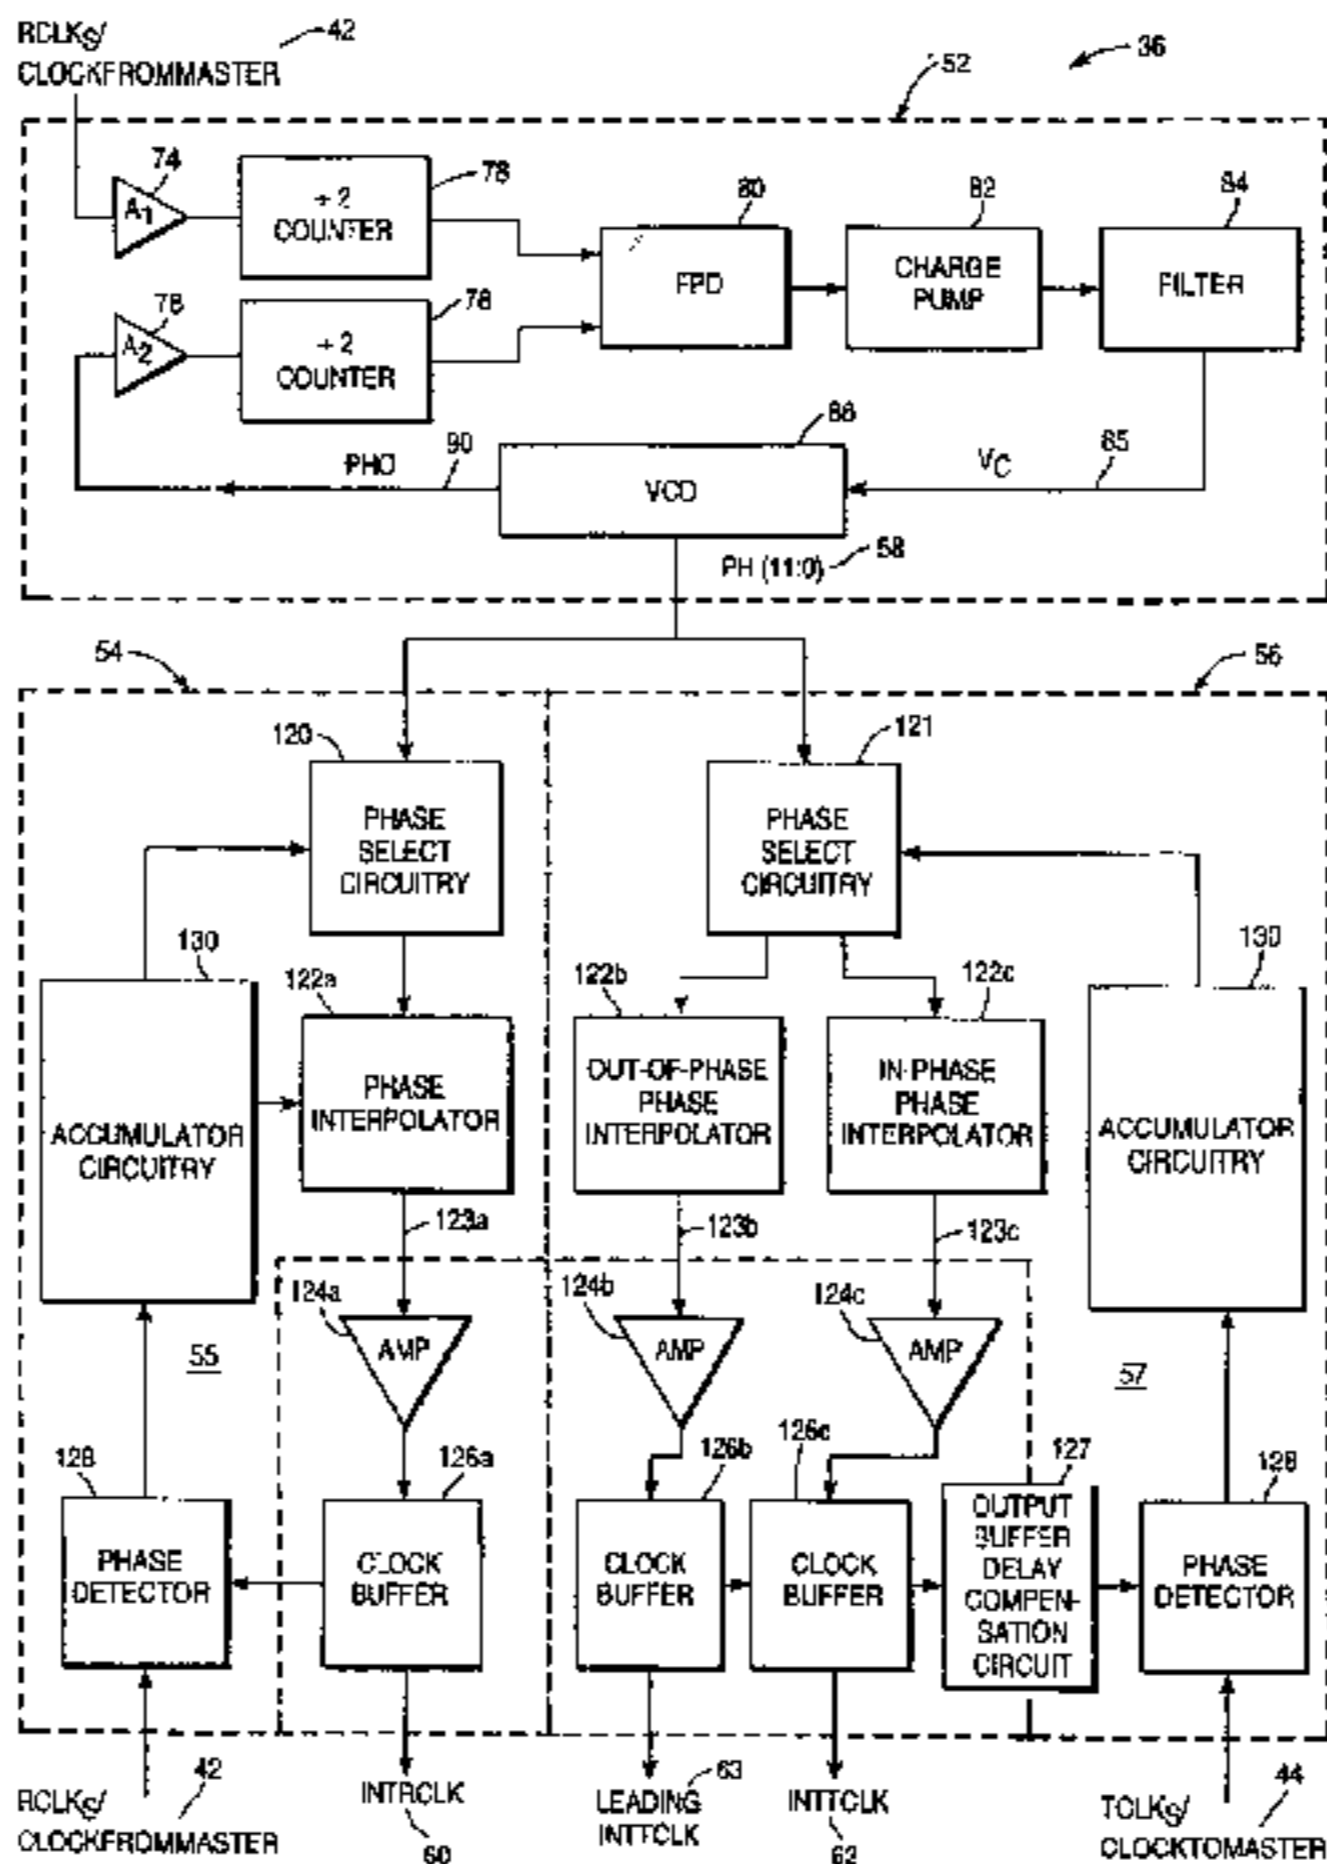 RCLKS/
CLOCKFROMMASTER
42
36
52
74
A1
÷ 2
COUNTER
78
80
FPD
82
CHARGE
PUMP
84
FILTER
78
A2
÷ 2
COUNTER
78
86
VCO
PHO
90
VC
85
PH (11:0)
58
54
56
120
PHASE
SELECT
CIRCUITRY
121
PHASE
SELECT
CIRCUITRY
130
ACCUMULATOR
CIRCUITRY
122a
PHASE
INTERPOLATOR
122b
OUT-OF-PHASE
PHASE
INTERPOLATOR
122c
IN-PHASE
PHASE
INTERPOLATOR
130
ACCUMULATOR
CIRCUITRY
123a
123b
123c
124a
AMP
124b
AMP
124c
AMP
55
57
128
PHASE
DETECTOR
126a
CLOCK
BUFFER
126b
CLOCK
BUFFER
126c
CLOCK
BUFFER
127
OUTPUT
BUFFER
DELAY
COMPEN-
SATION
CIRCUIT
128
PHASE
DETECTOR
RCLKS/
CLOCKFROMMASTER
42
INTRCLK
60
LEADING
INTTCLK
63
INTTCLK
62
TCLKS/
CLOCKTOMASTER
44